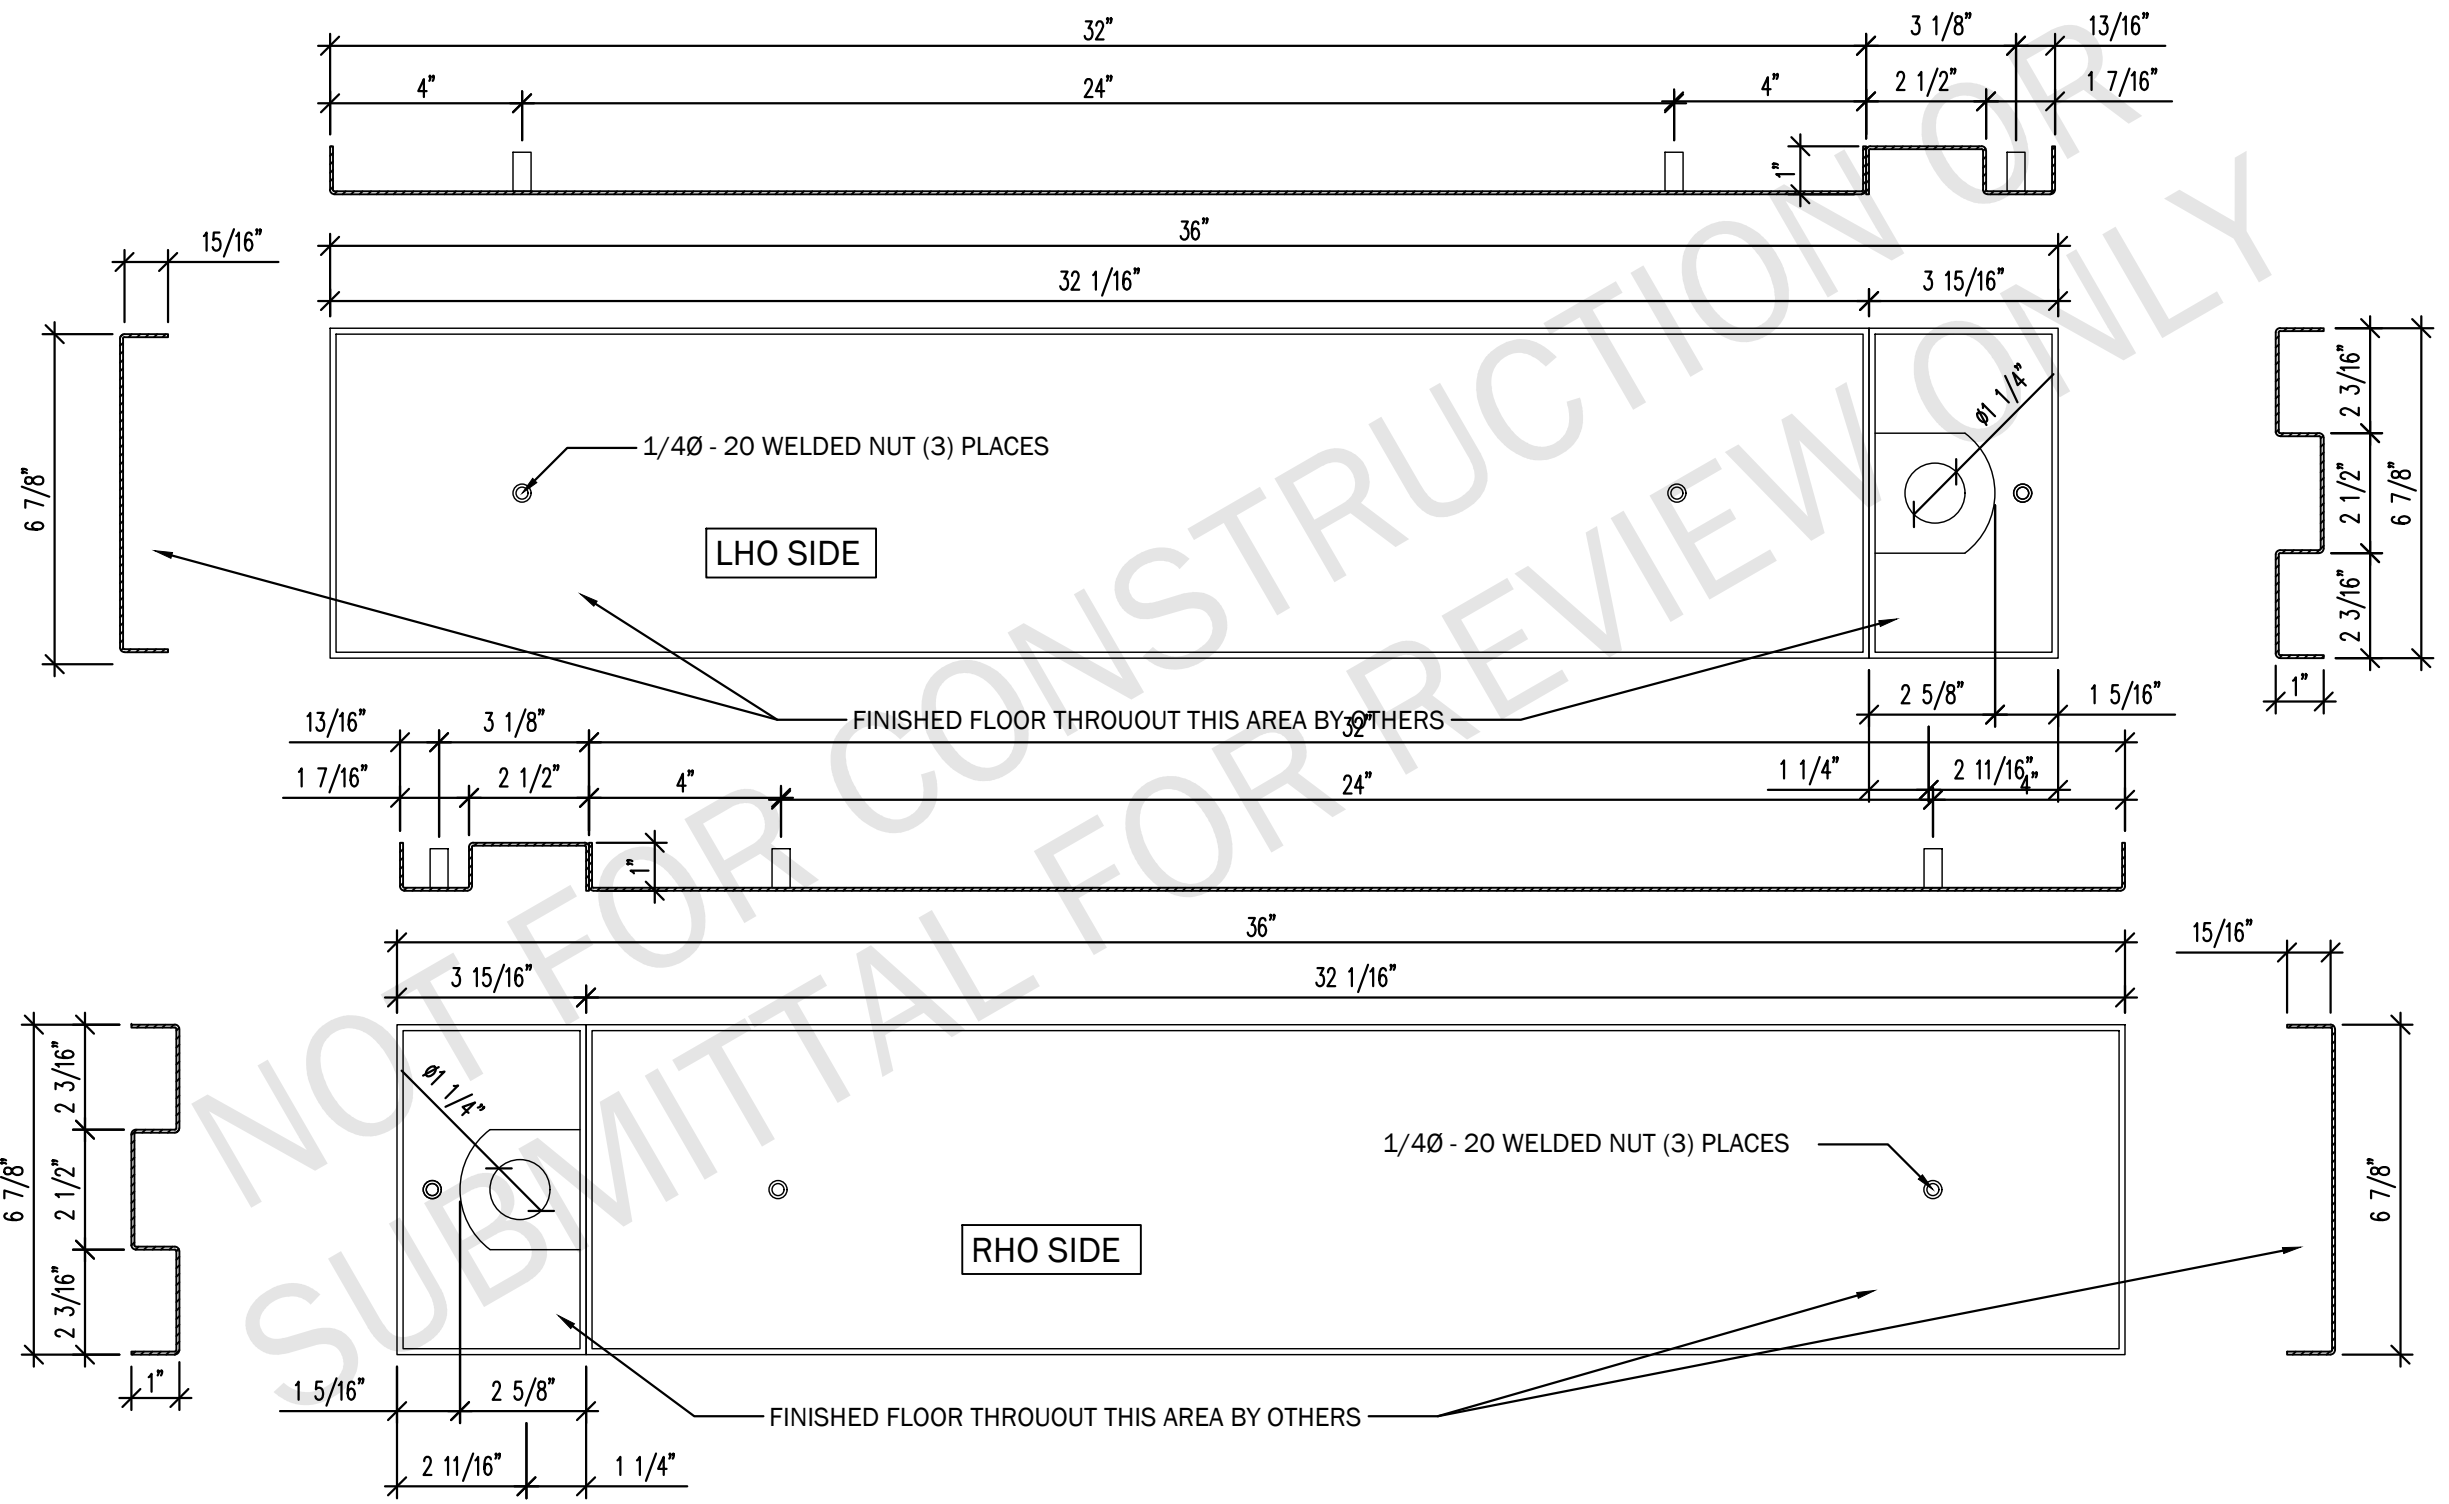 32" 3 1/8" 13/16"
4" 24" 4" 2 1/2" 1 7/16"
1"
36"
15/16"
32 1/16" 3 15/16"
6 7/8"
1/4Ø - 20 WELDED NUT (3) PLACES
ø1 1/4"
LHO SIDE
2 3/16"
2 1/2"
2 3/16"
6 7/8"
1"
2 5/8" 1 5/16"
FINISHED FLOOR THROUOUT THIS AREA BY OTHERS
1 1/4" 2 11/16"
13/16" 3 1/8" 32"
1 7/16" 2 1/2" 4" 24" 4"
1"
36"
15/16"
3 15/16" 32 1/16"
6 7/8"
2 3/16"
2 1/2"
2 3/16"
1"
ø1 1/4"
1/4Ø - 20 WELDED NUT (3) PLACES
RHO SIDE
6 7/8"
1 5/16" 2 5/8"
FINISHED FLOOR THROUOUT THIS AREA BY OTHERS
2 11/16" 1 1/4"
NOT FOR CONSTRUCTION OR
SUBMITTAL FOR REVIEW ONLY